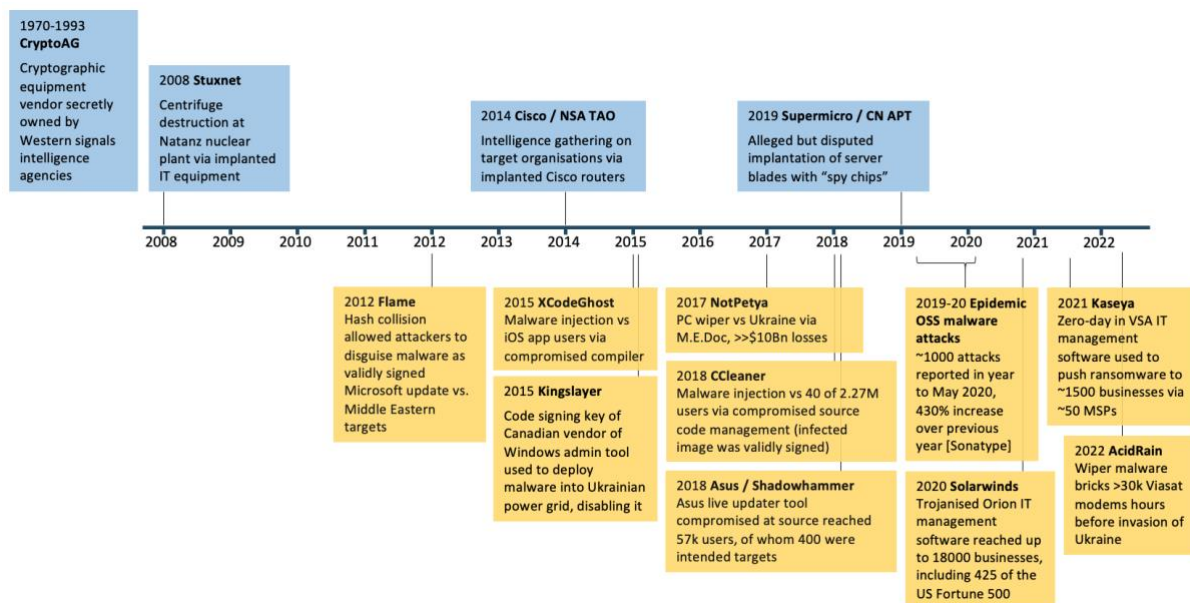 1970-1993
CryptoAG
Cryptographic
equipment
vendor secretly
owned by
Western signals
intelligence
agencies
2008 Stuxnet
Centrifuge
destruction at
Natanz nuclear
plant via implanted
IT equipment
2014 Cisco / NSA TAO
Intelligence gathering on
target organisations via
implanted Cisco routers
2019 Supermicro / CN APT
Alleged but disputed
implantation of server
blades with “spy chips”
2008 2009 2010 2011 2012 2013 2014 2015 2016 2017 2018 2019 2020 2021 2022
2012 Flame
Hash collision
allowed attackers to
disguise malware as
validly signed
Microsoft update vs.
Middle Eastern
targets
2015 XCodeGhost
Malware injection vs
iOS app users via
compromised compiler
2015 Kingslayer
Code signing key of
Canadian vendor of
Windows admin tool
used to deploy
malware into Ukrainian
power grid, disabling it
2017 NotPetya
PC wiper vs Ukraine via
M.E.Doc, >>$10Bn losses
2018 CCleaner
Malware injection vs 40 of 2.27M
users via compromised source
code management (infected
image was validly signed)
2018 Asus / Shadowhammer
Asus live updater tool
compromised at source reached
57k users, of whom 400 were
intended targets
2019-20 Epidemic
OSS malware
attacks
~1000 attacks
reported in year
to May 2020,
430% increase
over previous
year [Sonatype]
2020 Solarwinds
Trojanised Orion IT
management
software reached up
to 18000 businesses,
including 425 of the
US Fortune 500
2021 Kaseya
Zero-day in VSA IT
management
software used to
push ransomware to
~1500 businesses via
~50 MSPs
2022 AcidRain
Wiper malware
bricks >30k Viasat
modems hours
before invasion of
Ukraine